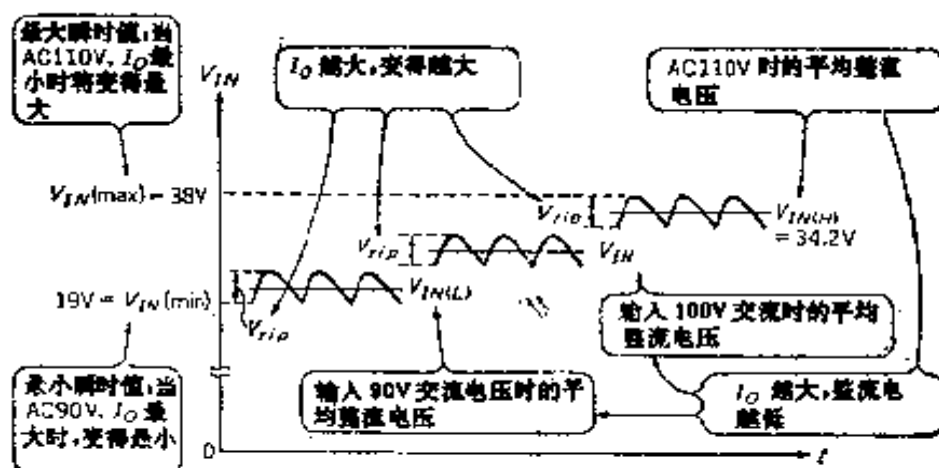 最大瞬时值:当
AC110V、I_O 最
小时将变得最
大
V_IN
I_O 越大,变得越大
AC110V 时的平均整流
电压
V_IN(max)=38V
V_rip
V_IN(H)
=34.2V
V_rip
V_IN
19V=V_IN(min)
V_IN(L)
V_rip
输入 100V 交流时的平均
整流电压
最小瞬时值:当
AC90V、I_O 最
大时,变得最小
输入 90V 交流电压时的平
均整流电压
I_O 越大,整流电
越低
0
t